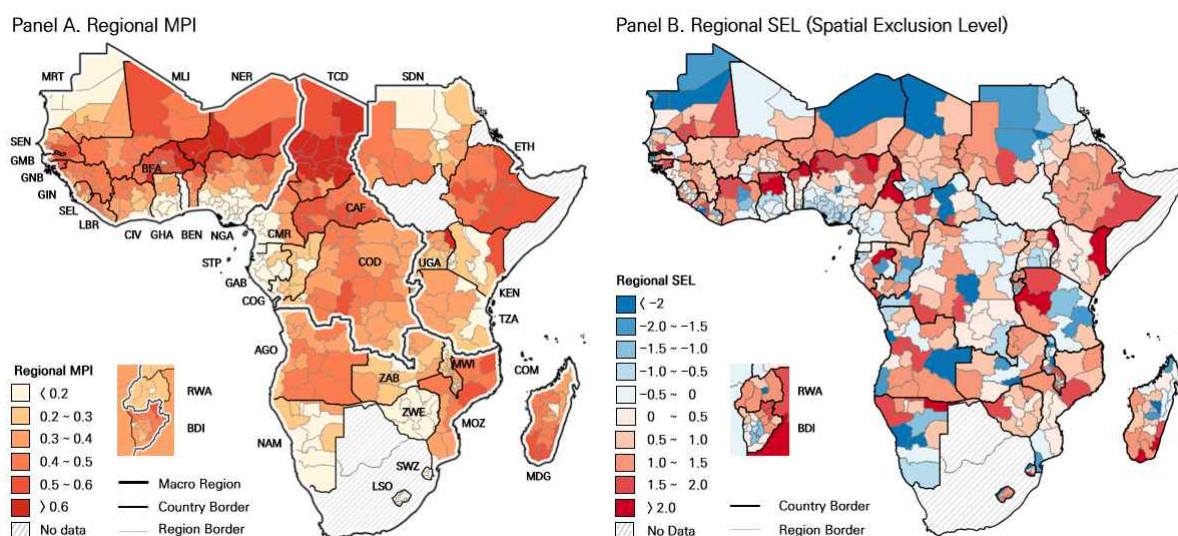 Panel A. Regional MPI
Panel B. Regional SEL (Spatial Exclusion Level)
MRT
MLI
NER
TCD
SDN
SEN
GMB
GNB
GIN
SEL
LBR
CIV
GHA
BEN
NGA
BFA
ETH
CAF
CMR
STP
GAB
COG
COD
UGA
KEN
TZA
AGO
ZAB
MWI
COM
ZWE
MOZ
NAM
SWZ
LSO
MDG
Regional MPI
< 0.2
0.2 ~ 0.3
0.3 ~ 0.4
0.4 ~ 0.5
0.5 ~ 0.6
> 0.6
No data
RWA
BDI
Macro Region
Country Border
Region Border
Regional SEL
< -2
-2.0 ~ -1.5
-1.5 ~ -1.0
-1.0 ~ -0.5
-0.5 ~ 0
0 ~ 0.5
0.5 ~ 1.0
1.0 ~ 1.5
1.5 ~ 2.0
> 2.0
No Data
RWA
BDI
Country Border
Region Border